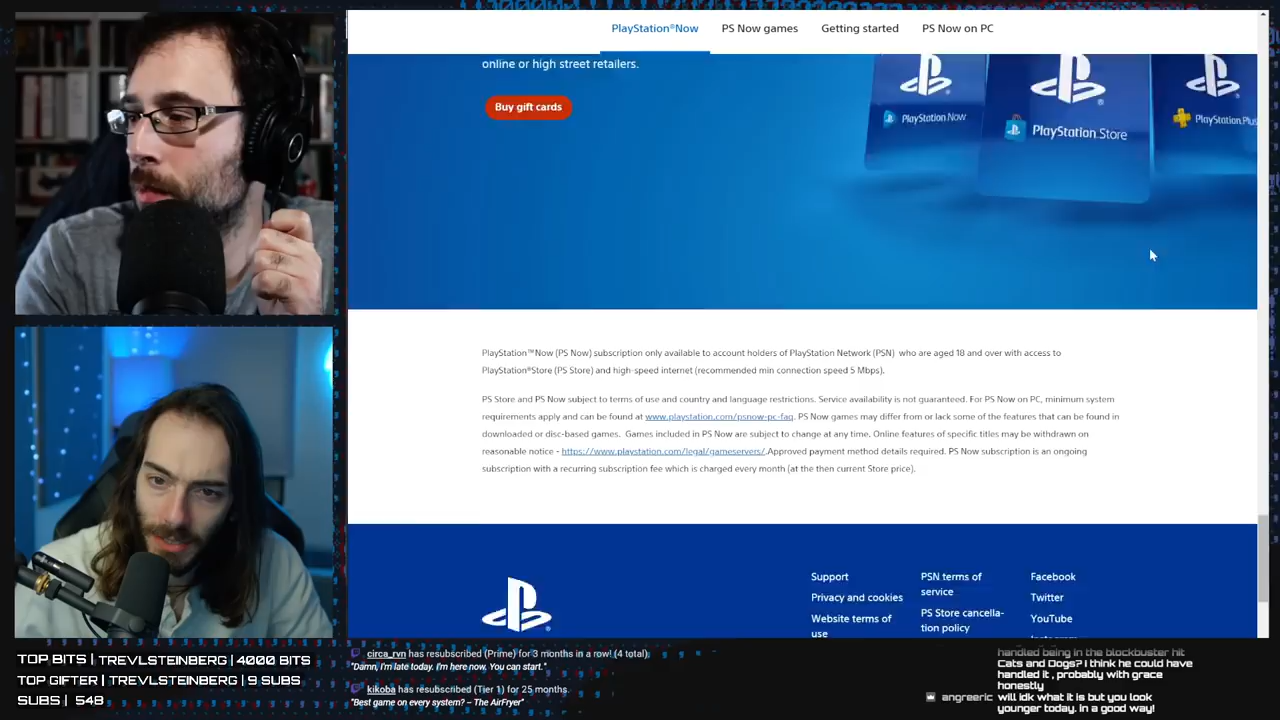 PlayStation®Now
PS Now games
Getting started
PS Now on PC
online or high street retailers.
Buy gift cards
PlayStation Now
PlayStation Store
PlayStation Plus
PlayStation™Now (PS Now) subscription only available to account holders of PlayStation Network (PSN) who are aged 18 and over with access to
PlayStation®Store (PS Store) and high-speed internet (recommended min connection speed 5 Mbps).
PS Store and PS Now subject to terms of use and country and language restrictions. Service availability is not guaranteed. For PS Now on PC, minimum system
requirements apply and can be found at www.playstation.com/psnow-pc-faq. PS Now games may differ from or lack some of the features that can be found in
downloaded or disc-based games. Games included in PS Now are subject to change at any time. Online features of specific titles may be withdrawn on
reasonable notice - https://www.playstation.com/legal/gameservers/.Approved payment method details required. PS Now subscription is an ongoing
subscription with a recurring subscription fee which is charged every month (at the then current Store price).
Support
Privacy and cookies
Website terms of
use
PSN terms of
service
PS Store cancella-
tion policy
Facebook
Twitter
YouTube
TOP BITS | TREVLSTEINBERG | 4000 BITS
TOP GIFTER | TREVLSTEINBERG | 9 SUBS
SUBS | 548
circa_rvn has resubscribed (Prime) for 3 months in a row! (4 total).
"Damn, I'm late today. I'm here now. You can start."
kikoba has resubscribed (Tier 1) for 25 months.
"Best game on every system? – The AirFryer"
handled being in the blockbuster hit
Cats and Dogs? I think he could have
handled it , probably with grace
honestly
angreeric will idk what it is but you look
younger today. in a good way!